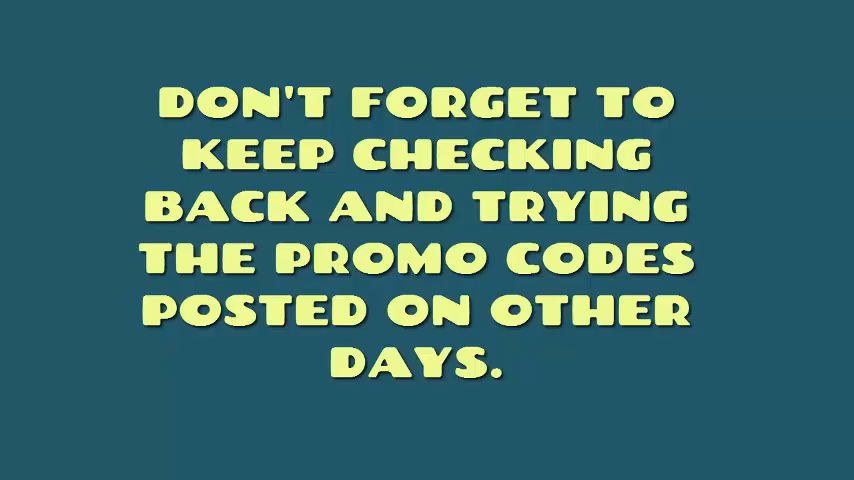 DON'T FORGET TO
KEEP CHECKING
BACK AND TRYING
THE PROMO CODES
POSTED ON OTHER
DAYS.